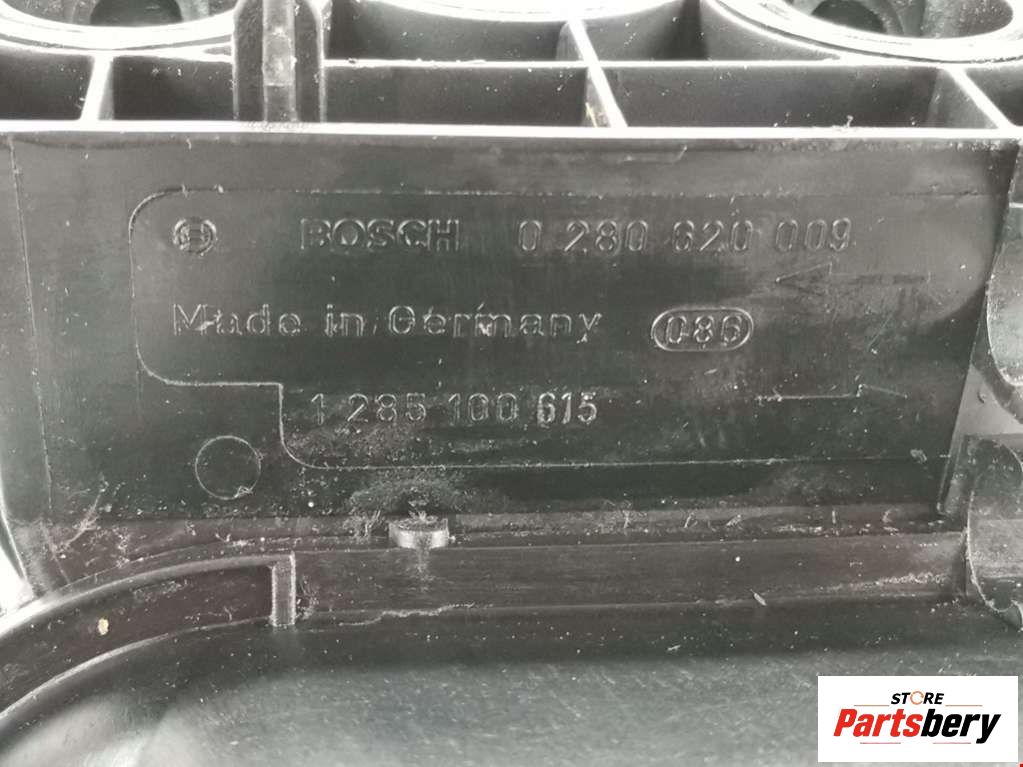 BOSCH 0 280 620 009
Made in Germany 086
1 285 100 615
STORE
Partsbery